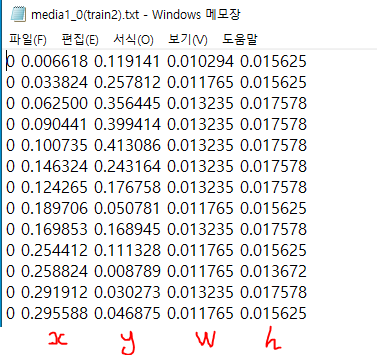 media1_0(train2).txt - Windows 메모장
파일(F) 편집(E) 서식(O) 보기(V) 도움말
0 0.006618 0.119141 0.010294 0.015625
0 0.033824 0.257812 0.011765 0.015625
0 0.062500 0.356445 0.013235 0.017578
0 0.090441 0.399414 0.013235 0.017578
0 0.100735 0.413086 0.013235 0.017578
0 0.146324 0.243164 0.013235 0.017578
0 0.124265 0.176758 0.013235 0.017578
0 0.189706 0.050781 0.011765 0.015625
0 0.169853 0.168945 0.013235 0.017578
0 0.254412 0.111328 0.011765 0.015625
0 0.258824 0.008789 0.011765 0.013672
0 0.291912 0.030273 0.013235 0.017578
0 0.295588 0.046875 0.011765 0.015625
x y w h